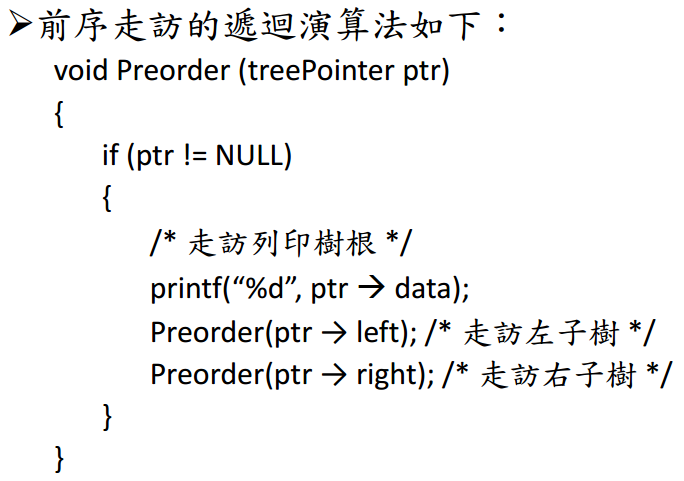 ➢前序走訪的遞迴演算法如下：
void Preorder (treePointer ptr)
{
if (ptr != NULL)
{
/* 走訪列印樹根 */
printf(“%d”, ptr → data);
Preorder(ptr → left); /* 走訪左子樹 */
Preorder(ptr → right); /* 走訪右子樹 */
}
}